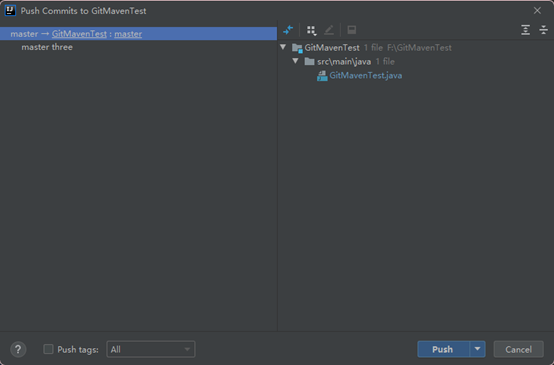 Push Commits to GitMavenTest
master → GitMavenTest : master
master three
GitMavenTest 1 file F:\GitMavenTest
src\main\java 1 file
GitMavenTest.java
? Push tags: All
Push Cancel